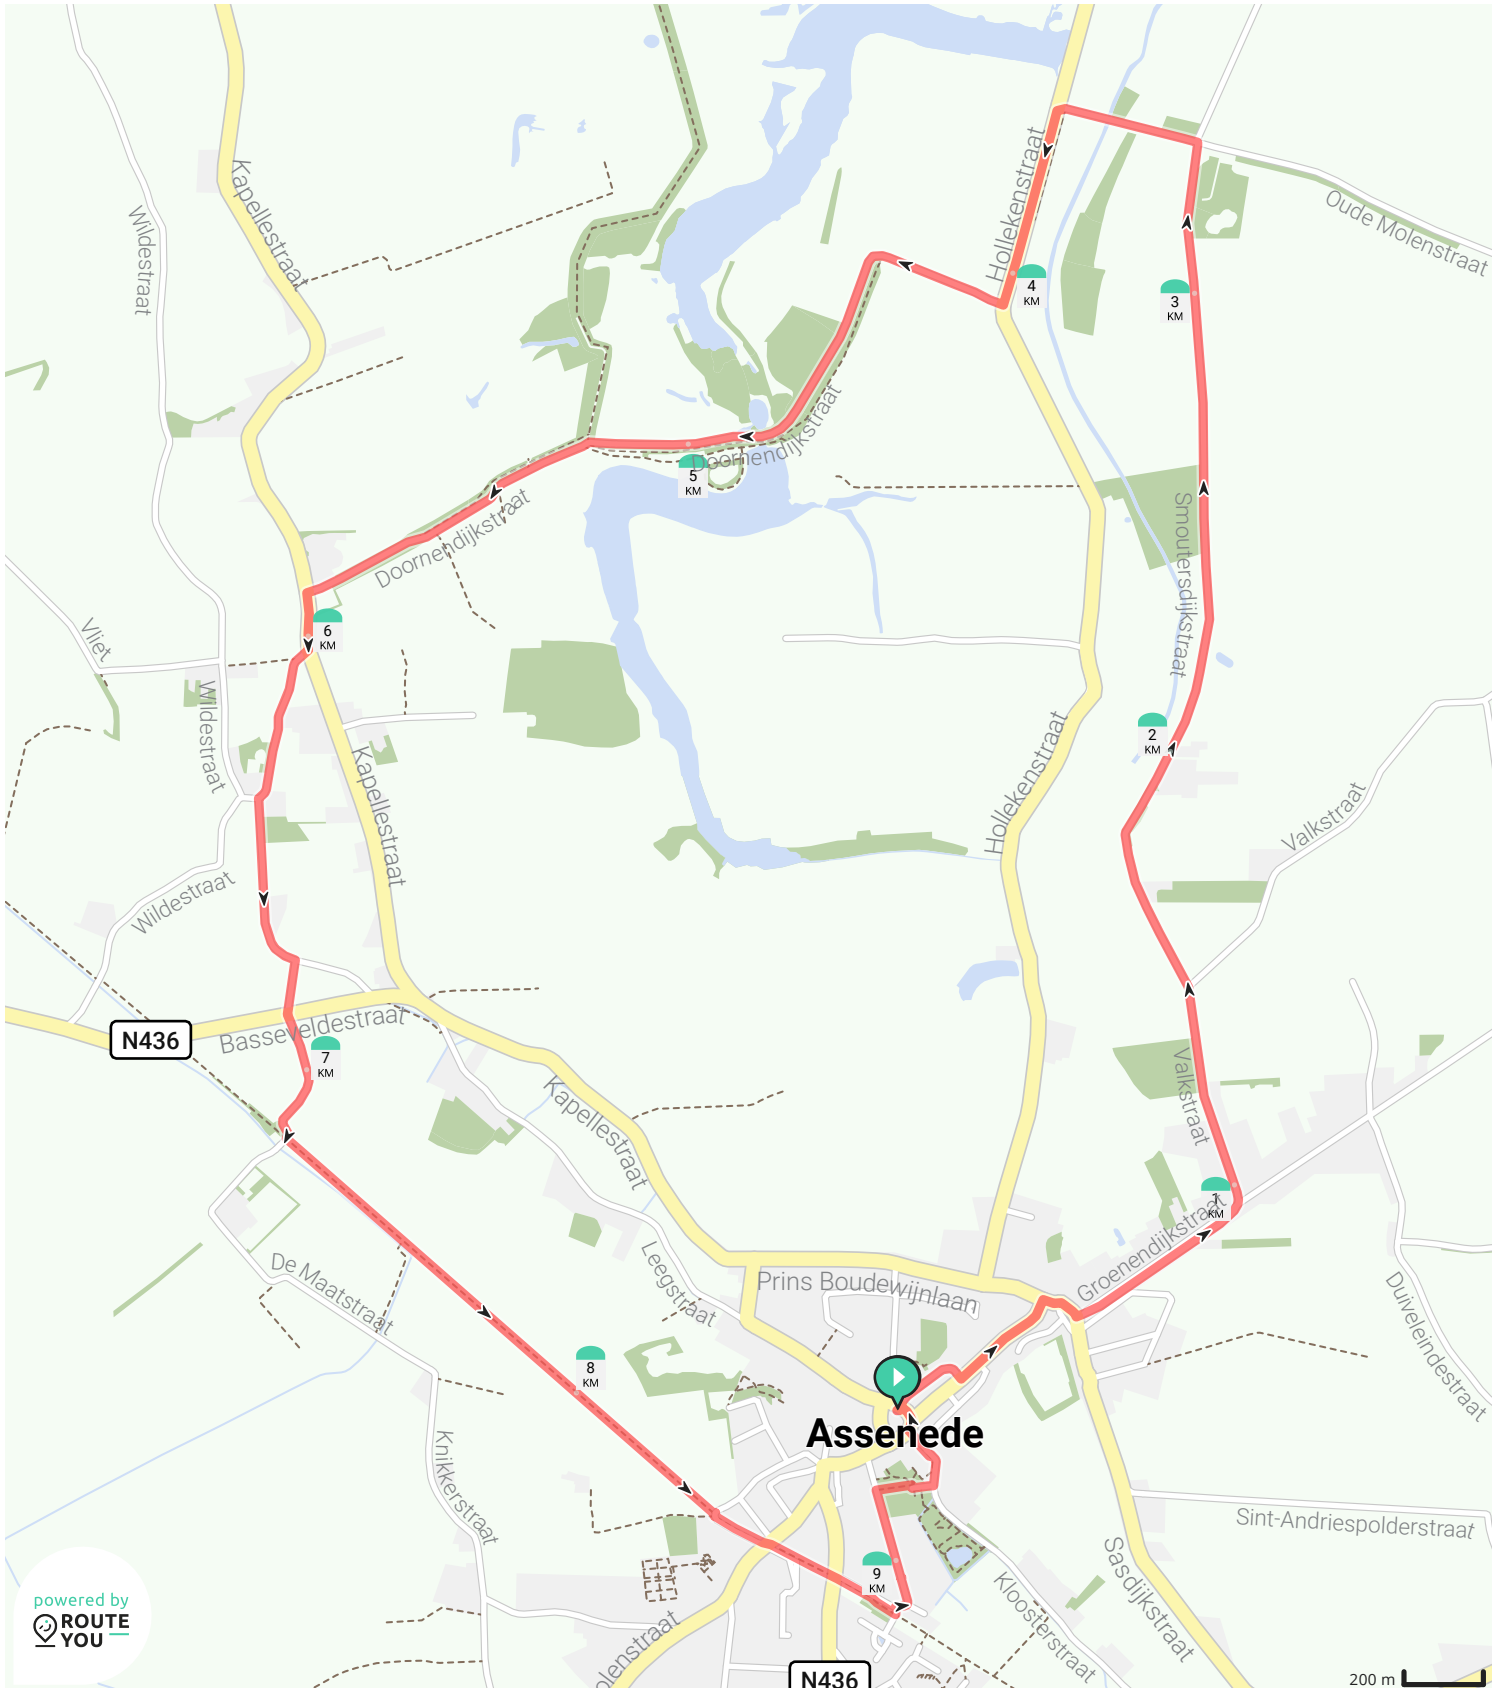 Kapellestraat
Wildestraat
Hollekenstraat
Oude Molenstraat
4
KM
3
KM
Doornendijkstraat
5
KM
Doornendijkstraat
Smoutersdijkstraat
6
KM
Vliet
Wildestraat
2
KM
Kapellestraat
Hollekenstraat
Valkstraat
Wildestraat
N436
Basseveldestraat
7
KM
Kapellestraat
Valkstraat
1
KM
Groenendijkstraat
Leegstraat
Prins Boudewijnlaan
De Maatstraat
Duiveleindestraat
8
KM
Assenede
Knikkerstraat
Sint-Andriespolderstraat
9
KM
Kloosterstraat
Sasdijkstraat
powered by
ROUTE
YOU
olenstraat
N436
200 m